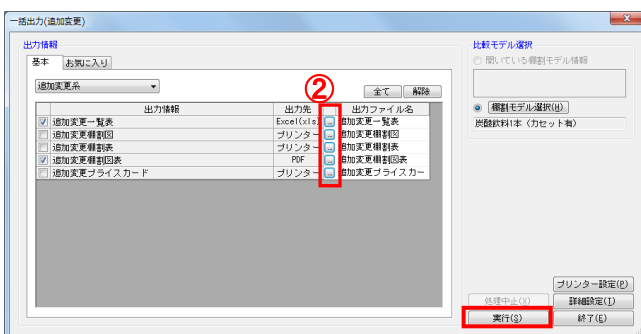 一括出力(追加変更)
出力情報
基本 お気に入り
追加変更系
②
全て 解除
出力情報 出力先 出力ファイル名
追加変更一覧表 Excel(xls) ... 追加変更一覧表
追加変更棚割図 プリンター ... 追加変更棚割図
追加変更棚割表 プリンター ... 追加変更棚割表
追加変更棚割図表 PDF ... 追加変更棚割図表
追加変更プライスカード プリンター ... 追加変更プライスカー
比較モデル選択
開いている棚割モデル情報
棚割モデル選択(H)
炭酸飲料1本（カセット有）
プリンター設定(P)
処理中止(X) 詳細設定(I)
実行(S) 終了(E)